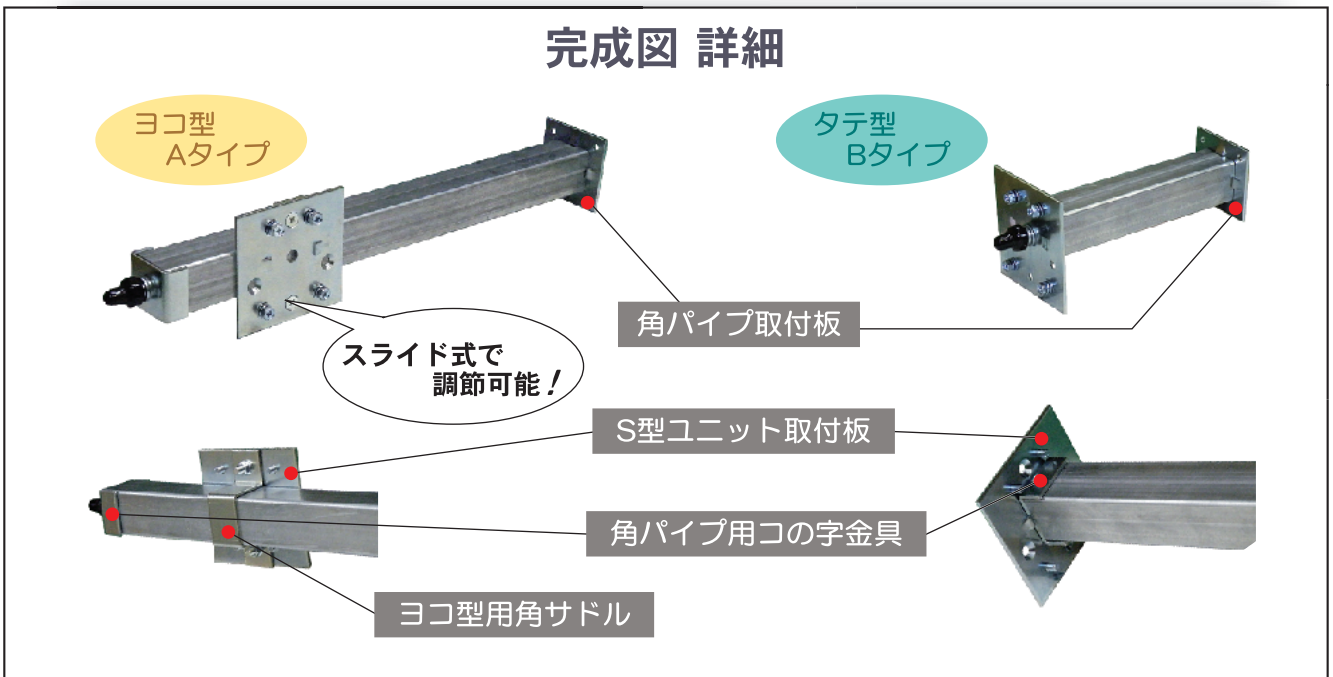 完成図 詳細
ヨコ型
Aタイプ
タテ型
Bタイプ
角パイプ取付板
スライド式で
調節可能!
S型ユニット取付板
角パイプ用コの字金具
ヨコ型用角サドル